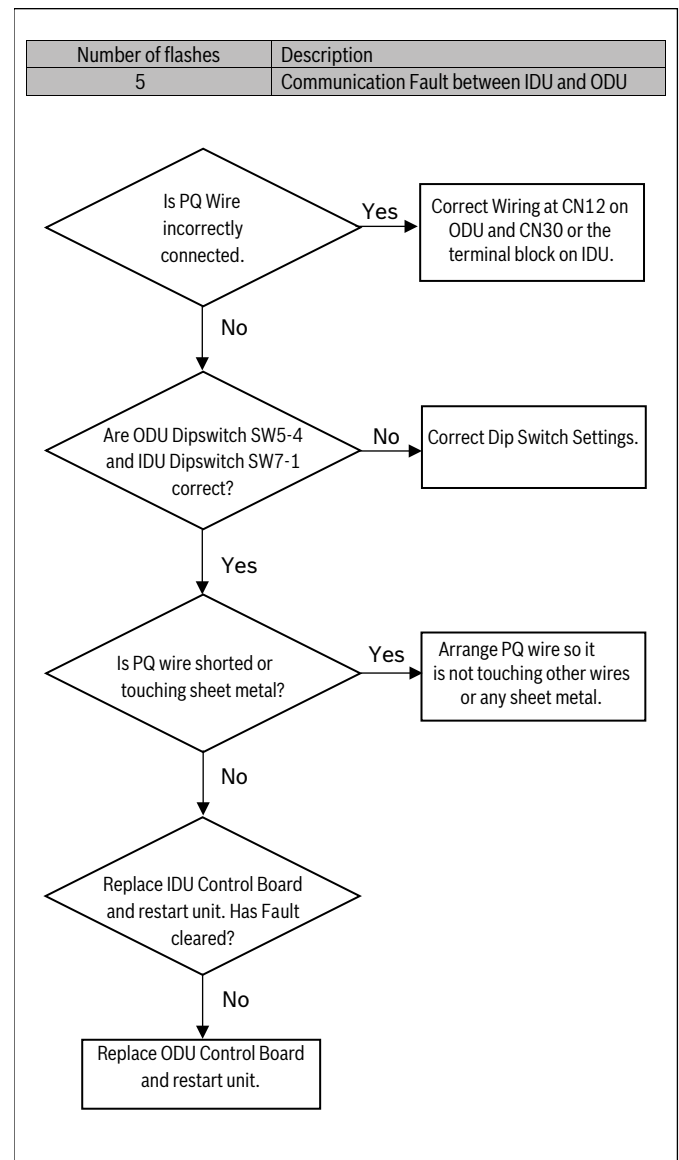 Number of flashes Description
5 Communication Fault between IDU and ODU
Is PQ Wire
incorrectly
connected.
Yes
Correct Wiring at CN12 on
ODU and CN30 or the
terminal block on IDU.
No
Are ODU Dipswitch SW5-4
and IDU Dipswitch SW7-1
correct?
No
Correct Dip Switch Settings.
Yes
Is PQ wire shorted or
touching sheet metal?
Yes
Arrange PQ wire so it
is not touching other wires
or any sheet metal.
No
Replace IDU Control Board
and restart unit. Has Fault
cleared?
No
Replace ODU Control Board
and restart unit.